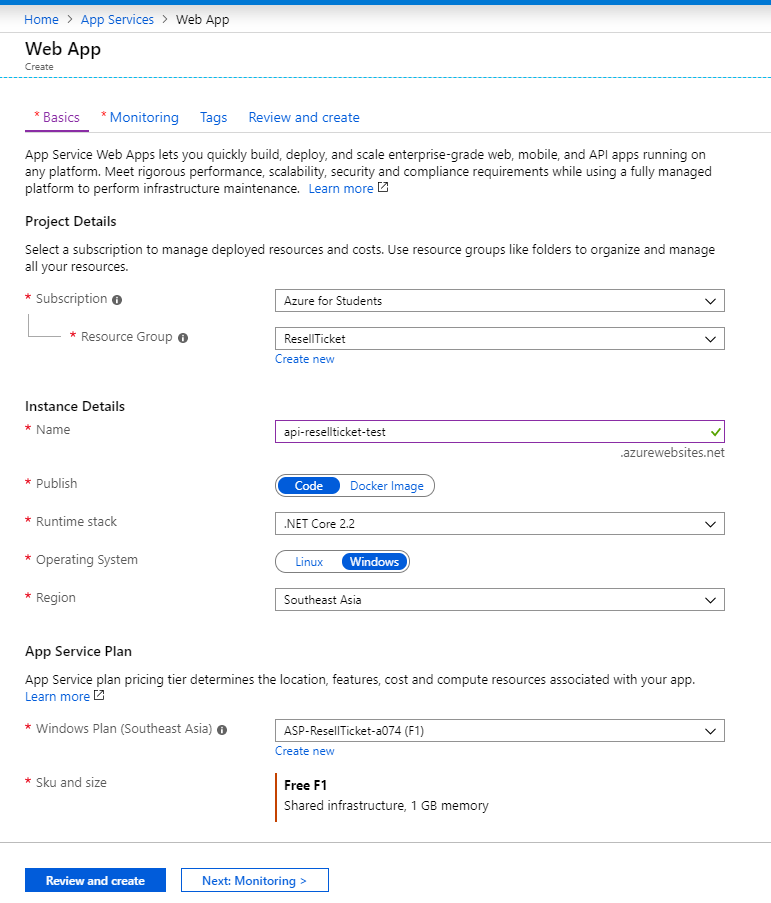 Home > App Services > Web App
Web App
Create
* Basics * Monitoring Tags Review and create
App Service Web Apps lets you quickly build, deploy, and scale enterprise-grade web, mobile, and API apps running on
any platform. Meet rigorous performance, scalability, security and compliance requirements while using a fully managed
platform to perform infrastructure maintenance. Learn more
Project Details
Select a subscription to manage deployed resources and costs. Use resource groups like folders to organize and manage
all your resources.
* Subscription Azure for Students
* Resource Group ResellTicket
Create new
Instance Details
* Name api-resellticket-test
.azurewebsites.net
* Publish Code Docker Image
* Runtime stack .NET Core 2.2
* Operating System Linux Windows
* Region Southeast Asia
App Service Plan
App Service plan pricing tier determines the location, features, cost and compute resources associated with your app.
Learn more
* Windows Plan (Southeast Asia) ASP-ResellTicket-a074 (F1)
Create new
* Sku and size Free F1
Shared infrastructure, 1 GB memory
Review and create Next: Monitoring >